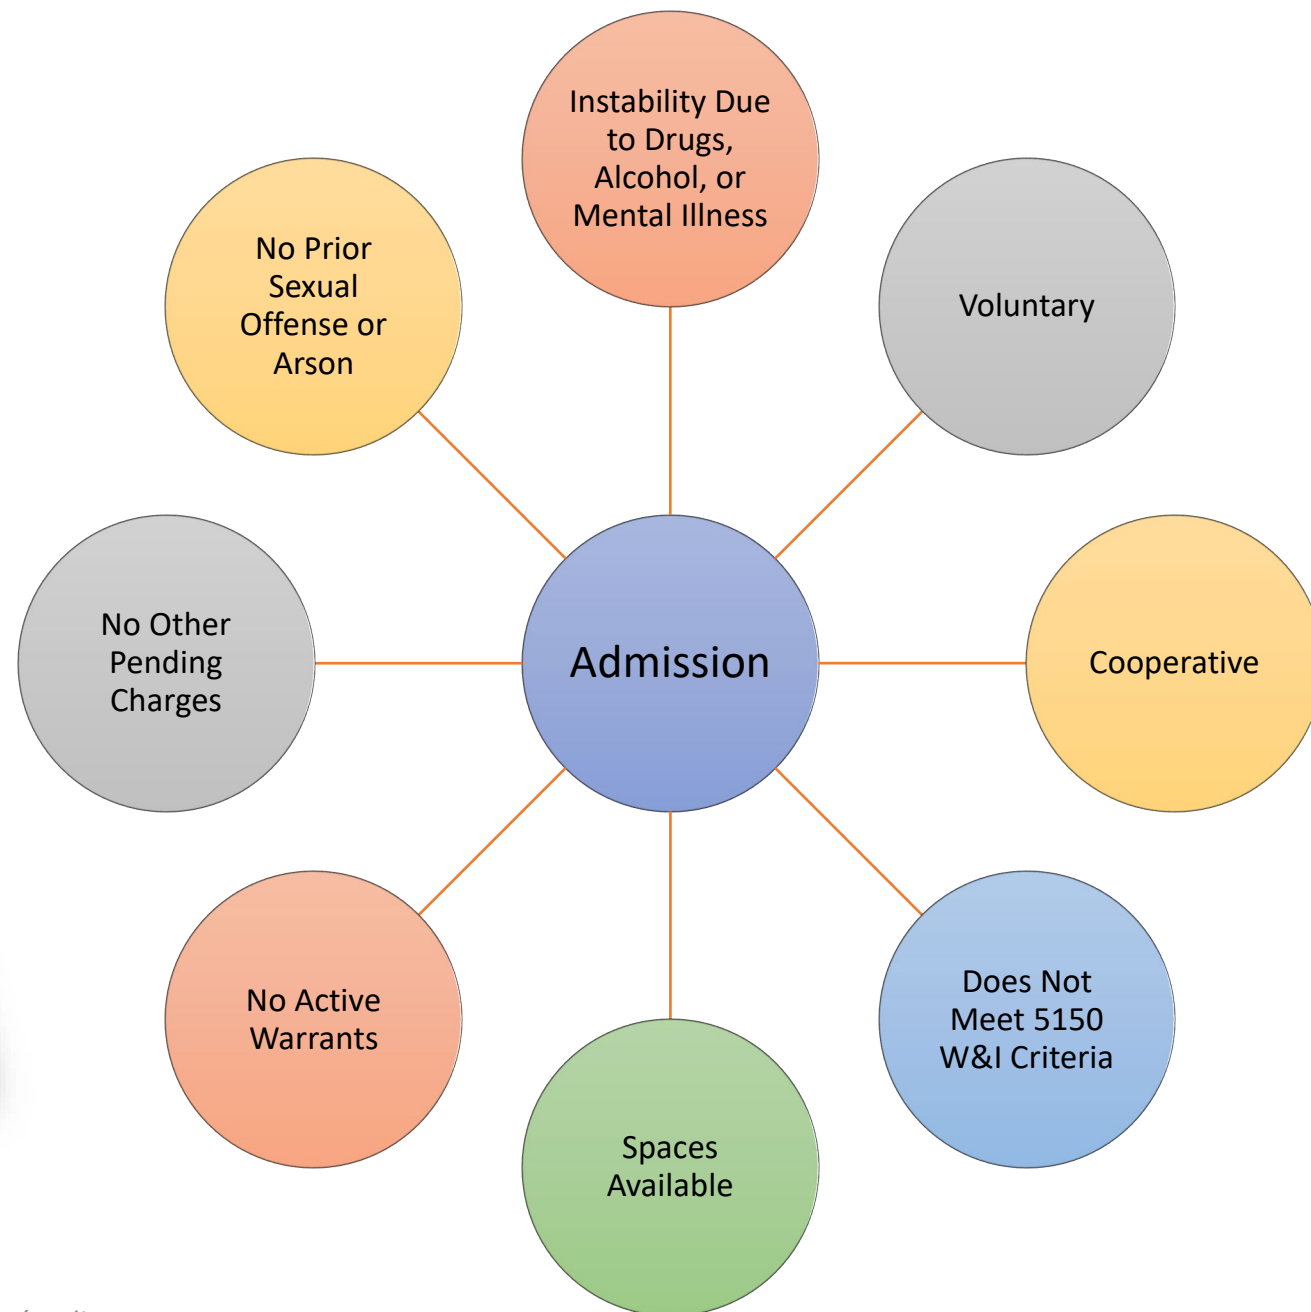 Instability Due
to Drugs,
Alcohol, or
Mental Illness
Voluntary
Cooperative
Does Not
Meet 5150
W&I Criteria
Spaces
Available
No Active
Warrants
No Other
Pending
Charges
No Prior
Sexual
Offense or
Arson
Admission